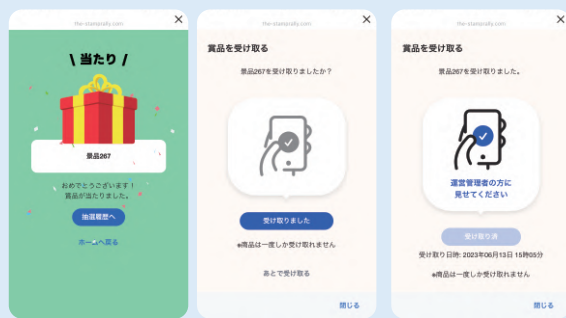 the-stamprally.com
\ 当たり /
景品267
おめでとうございます！
賞品が当たりました。
抽選履歴へ
ホームへ戻る
the-stamprally.com
賞品を受け取る
景品267を受け取りましたか？
受け取りました
※商品は一度しか受け取れません
あとで受け取る
閉じる
the-stamprally.com
賞品を受け取る
景品267を受け取りました。
運営管理者の方に
見せてください
受け取り済
受け取り日時: 2023年06月13日 15時05分
※商品は一度しか受け取れません
閉じる